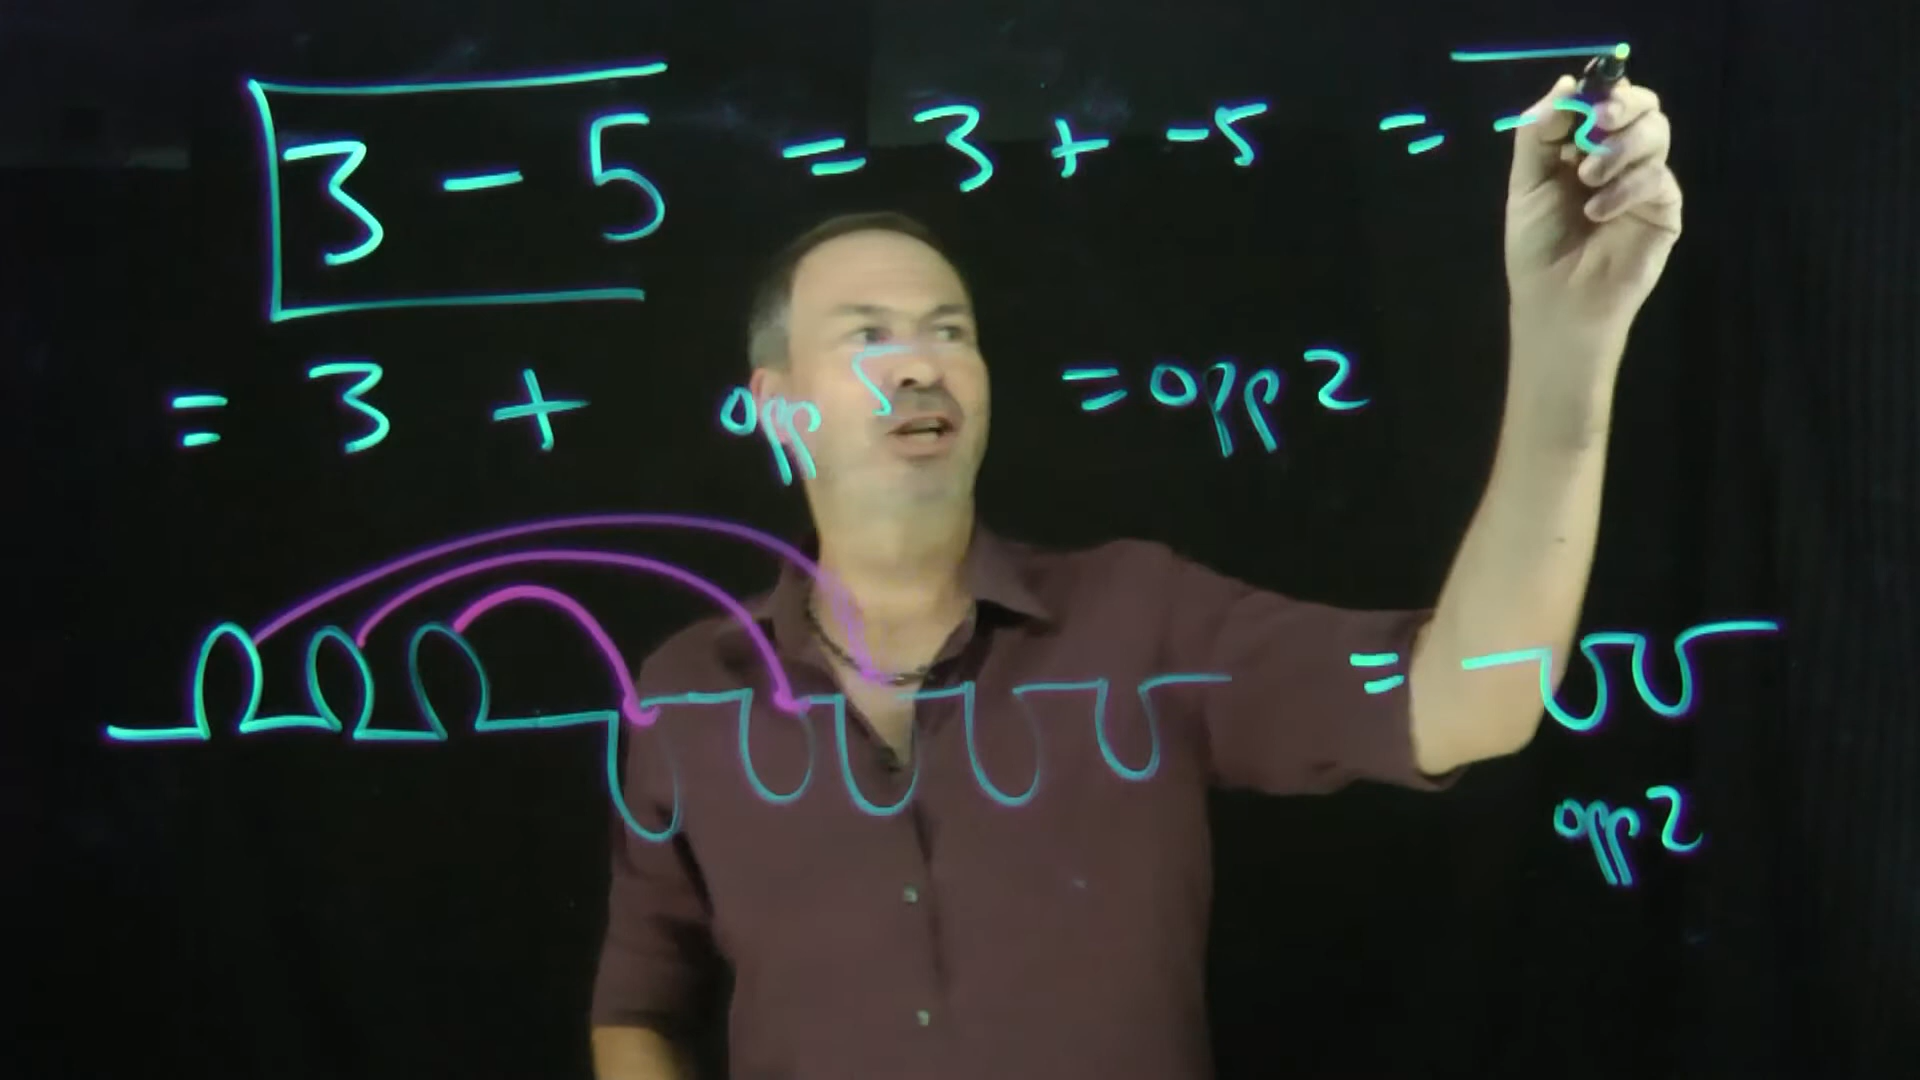 3 - 5 = 3 + -5 = -2
= 3 + opp 5 = opp 2
=
opp 2